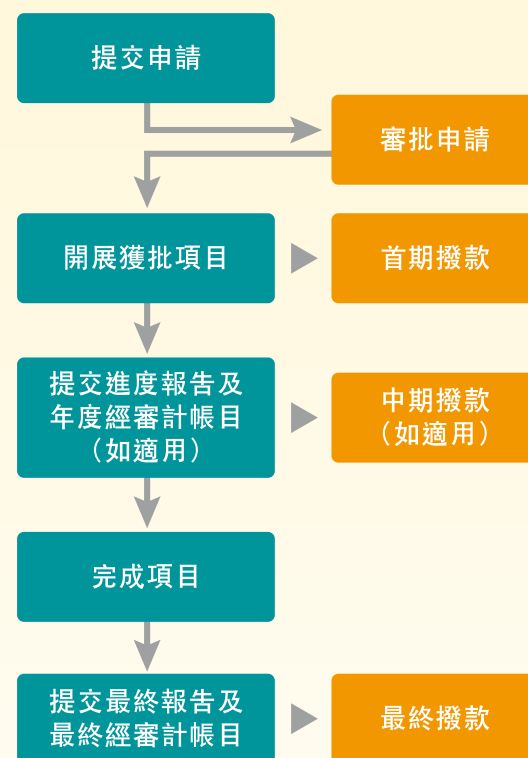 提交申請
審批申請
開展獲批項目
首期撥款
提交進度報告及
年度經審計帳目
（如適用）
中期撥款
（如適用）
完成項目
提交最終報告及
最終經審計帳目
最終撥款